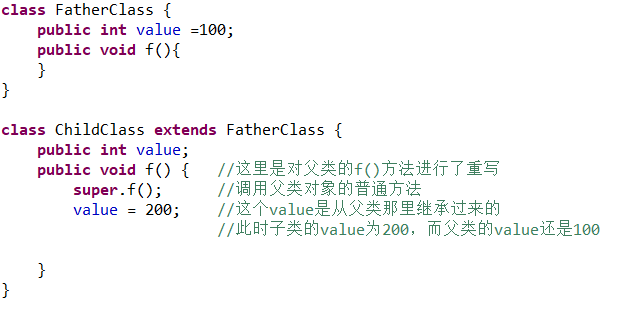 class FatherClass {
    public int value =100;
    public void f(){
    }
}
class ChildClass extends FatherClass {
    public int value;
    public void f() {   //这里是对父类的f()方法进行了重写
        super.f();      //调用父类对象的普通方法
        value = 200;    //这个value是从父类那里继承过来的
                        //此时子类的value为200，而父类的value还是100
    }
}